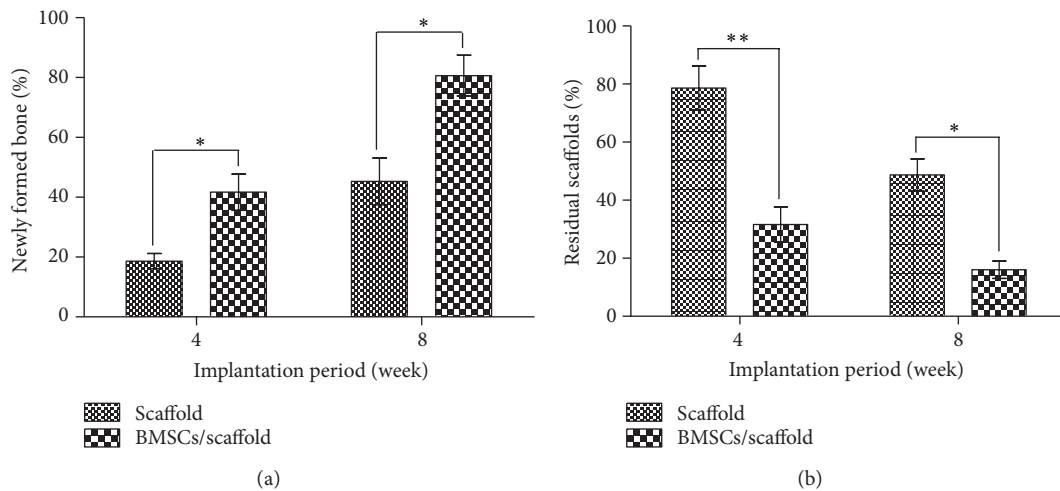 100
80
60
40
20
0
Newly formed bone (%)
*
*
4
8
Implantation period (week)
Scaffold
BMSCs/scaffold
(a)
100
80
60
40
20
0
Residual scaffolds (%)
**
*
4
8
Implantation period (week)
Scaffold
BMSCs/scaffold
(b)